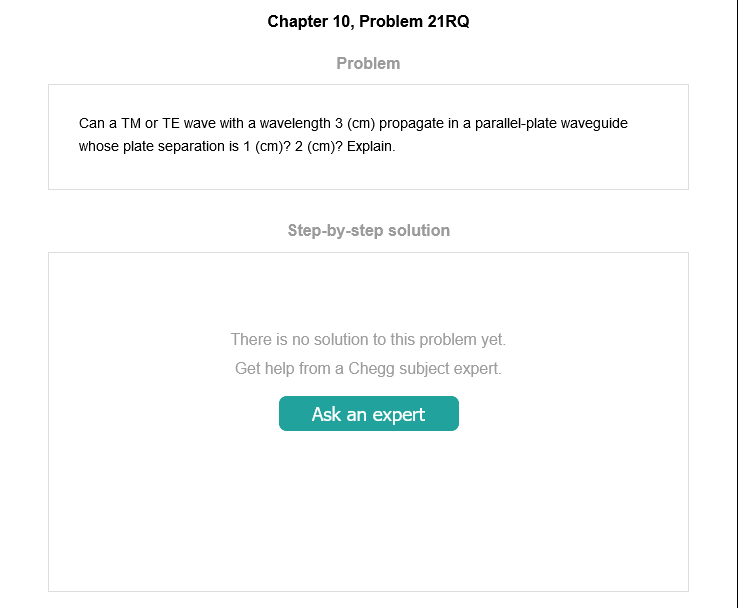 Chapter 10, Problem 21RQ
Problem
Can a TM or TE wave with a wavelength 3 (cm) propagate in a parallel-plate waveguide
whose plate separation is 1 (cm)? 2 (cm)? Explain.
Step-by-step solution
There is no solution to this problem yet.
Get help from a Chegg subject expert.
Ask an expert